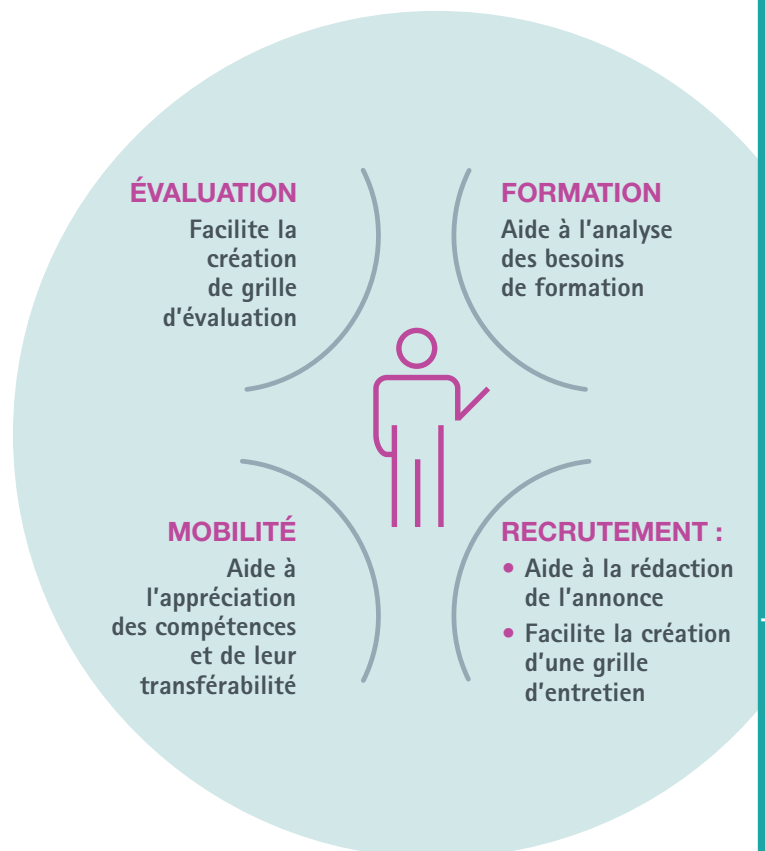 ÉVALUATION
Facilite la
création
de grille
d'évaluation
FORMATION
Aide à l'analyse
des besoins
de formation
MOBILITÉ
Aide à
l'appréciation
des compétences
et de leur
transférabilité
RECRUTEMENT :
• Aide à la rédaction
de l'annonce
• Facilite la création
d'une grille
d'entretien